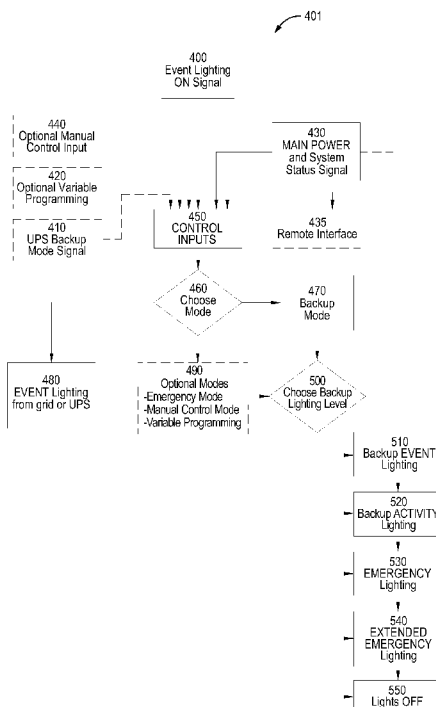 401
400
Event Lighting
ON Signal
440
Optional Manual
Control Input
430
MAIN POWER
and System
Status Signal
420
Optional Variable
Programming
450
CONTROL
INPUTS
435
Remote Interface
410
UPS Backup
Mode Signal
460
Choose
Mode
470
Backup
Mode
480
EVENT Lighting
from grid or UPS
490
Optional Modes
-Emergency Mode
-Manual Control Mode
-Variable Programming
500
Choose Backup
Lighting Level
510
Backup EVENT
Lighting
520
Backup ACTIVITY
Lighting
530
EMERGENCY
Lighting
540
EXTENDED
EMERGENCY
Lighting
550
Lights OFF